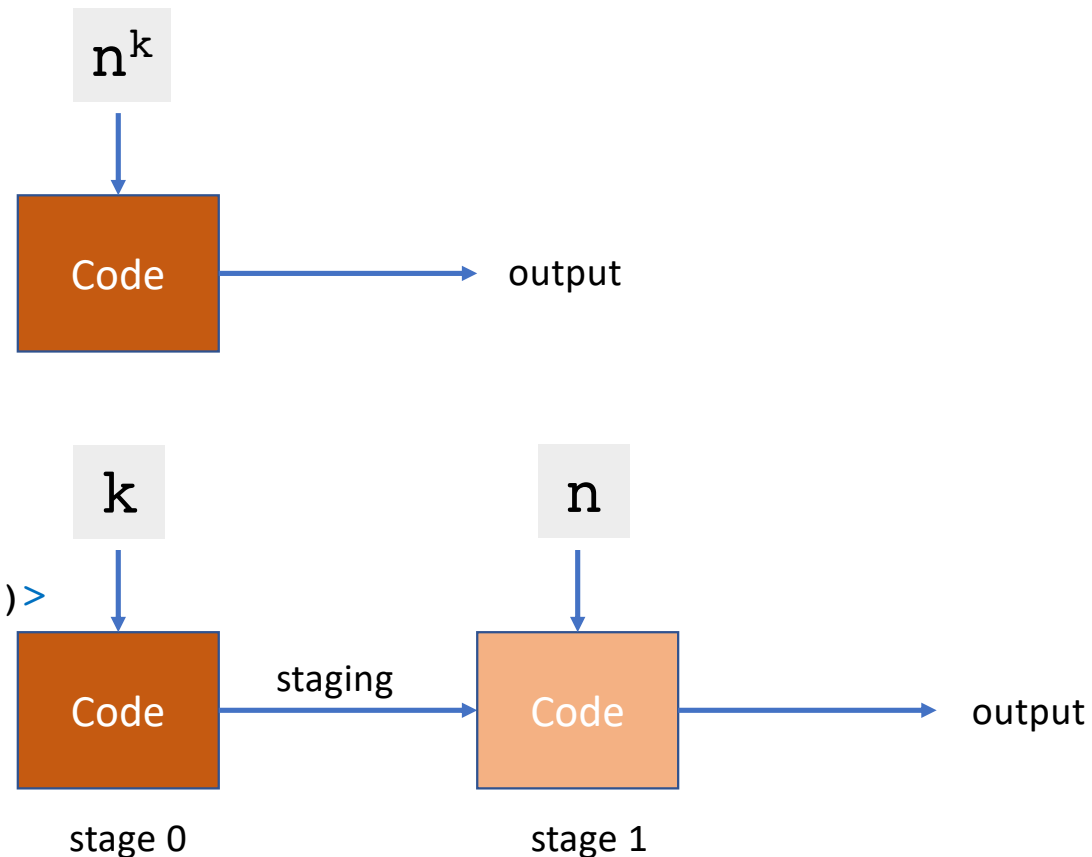 nᵏ
Code
output
k
n
)>
Code
staging
Code
output
stage 0
stage 1